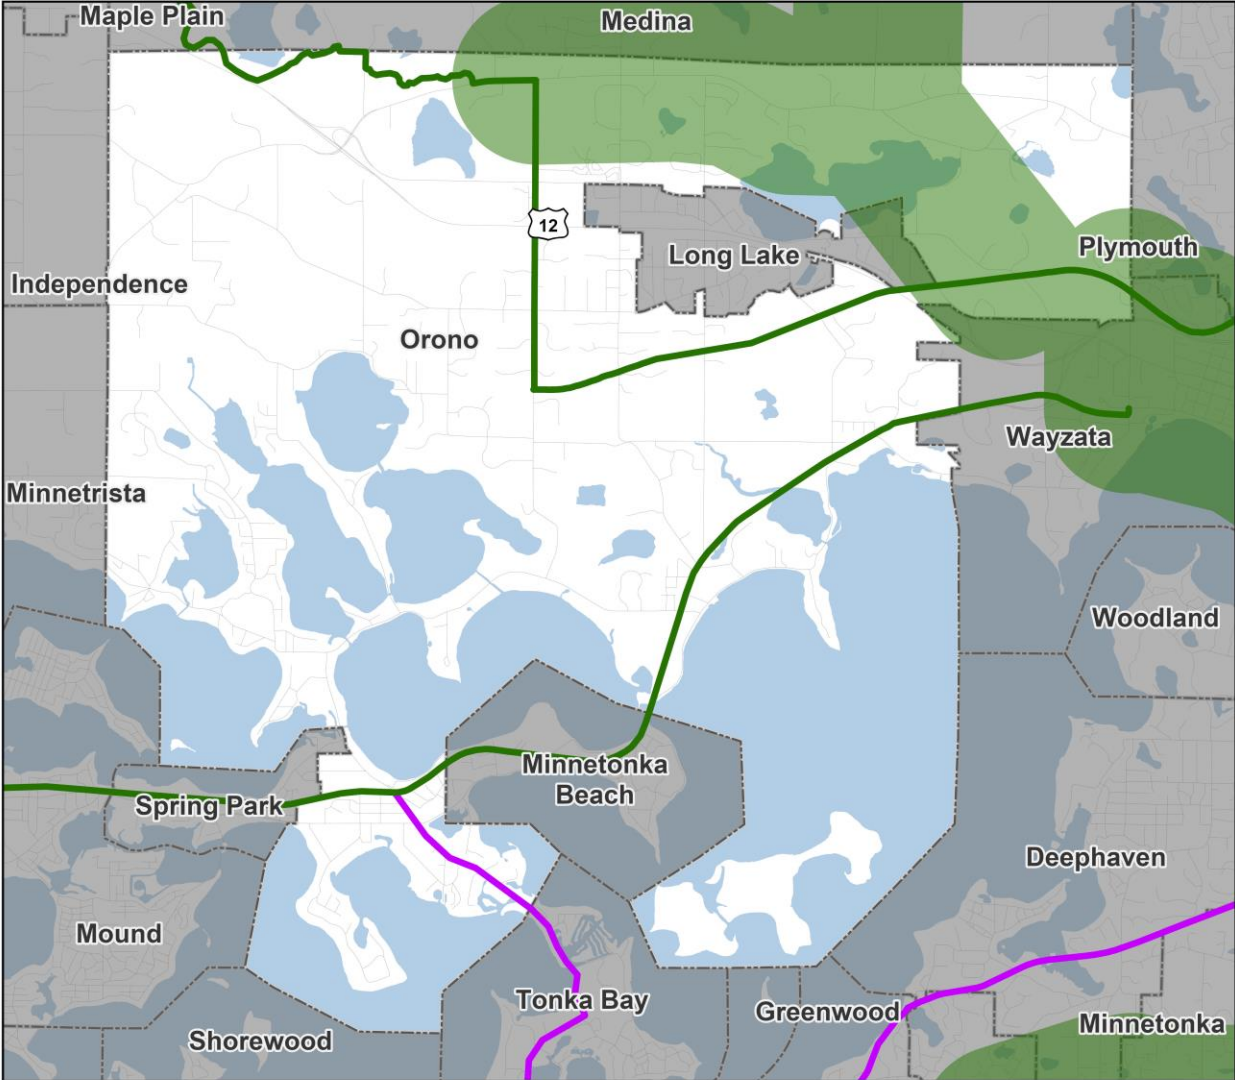 Maple Plain
Medina
12
Plymouth
Long Lake
Independence
Orono
Wayzata
Minnetrista
Woodland
Minnetonka
Beach
Spring Park
Deephaven
Mound
Tonka Bay
Greenwood
Minnetonka
Shorewood